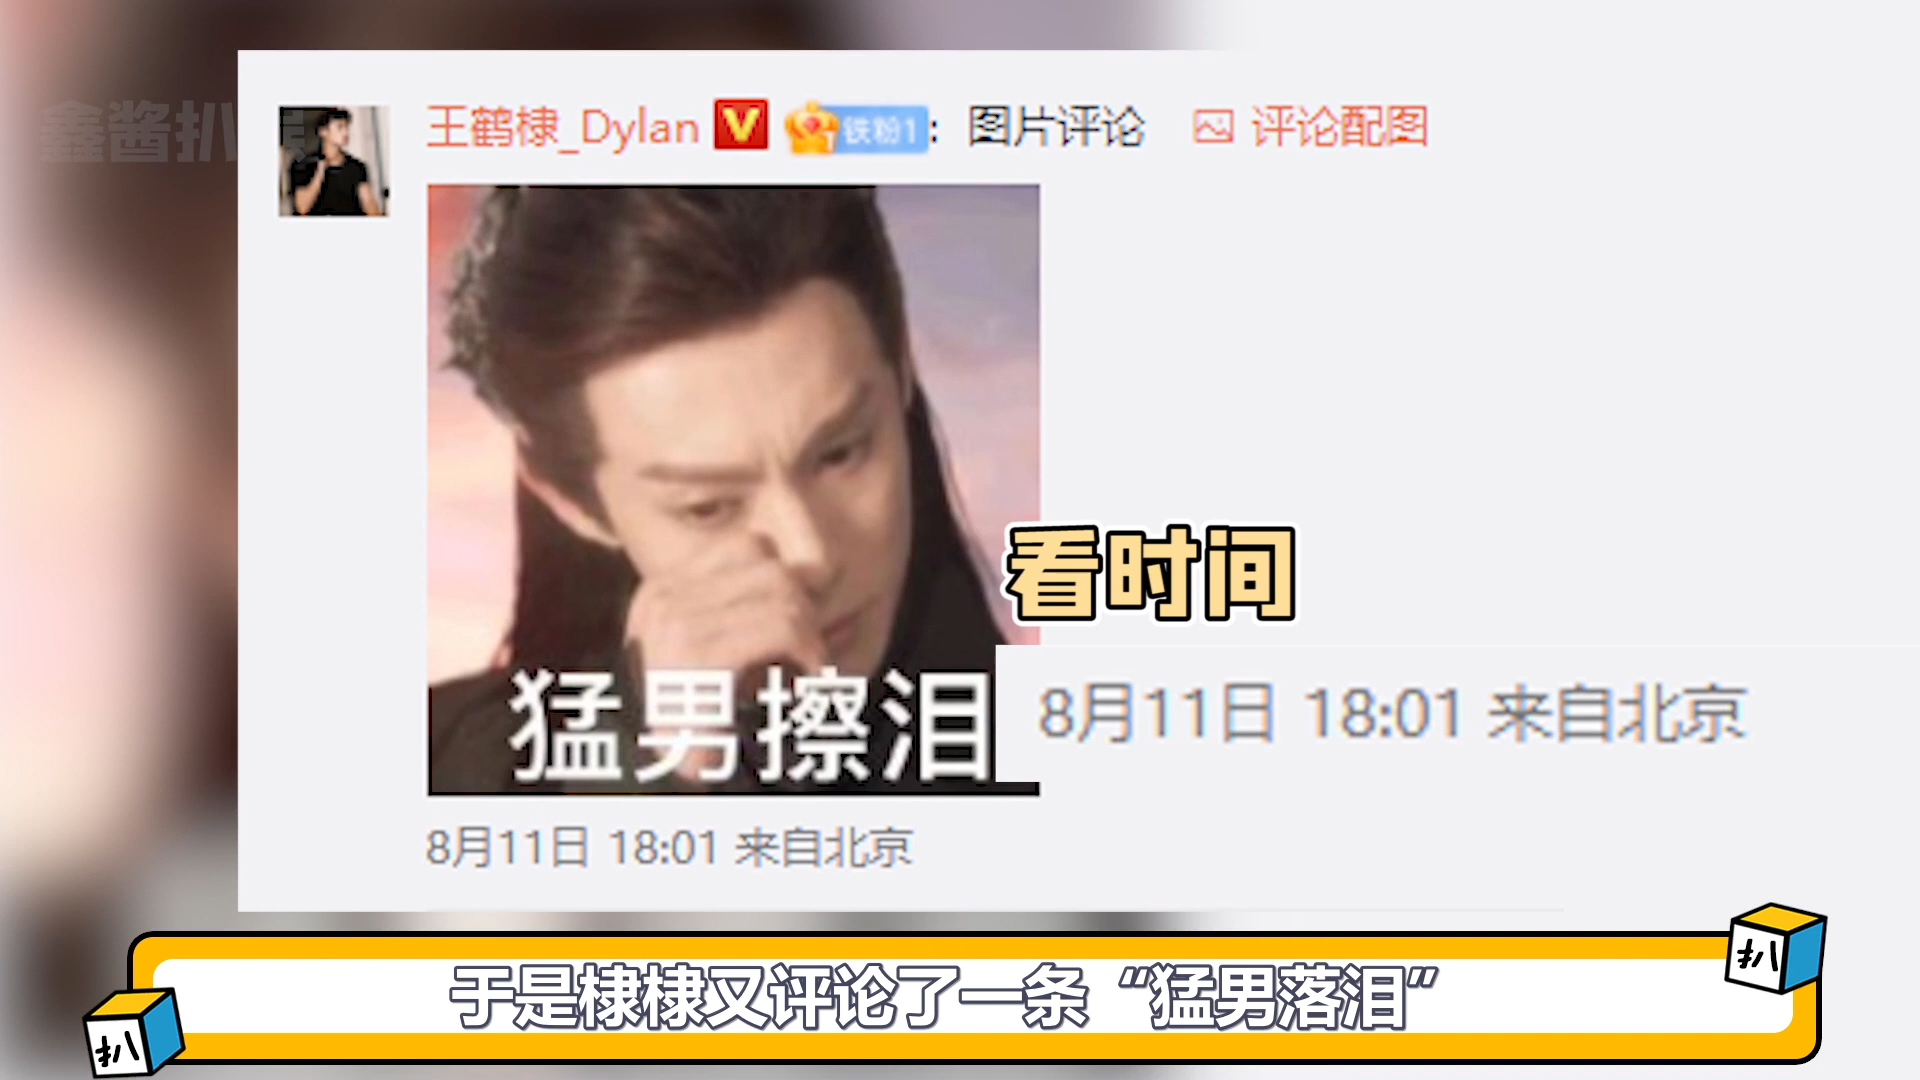 鑫酱扒
王鹤棣_Dylan V 铁粉1 : 图片评论 评论配图
看时间
猛男擦泪
8月11日 18:01 来自北京
8月11日 18:01 来自北京
于是棣棣又评论了一条“猛男落泪”
扒
扒